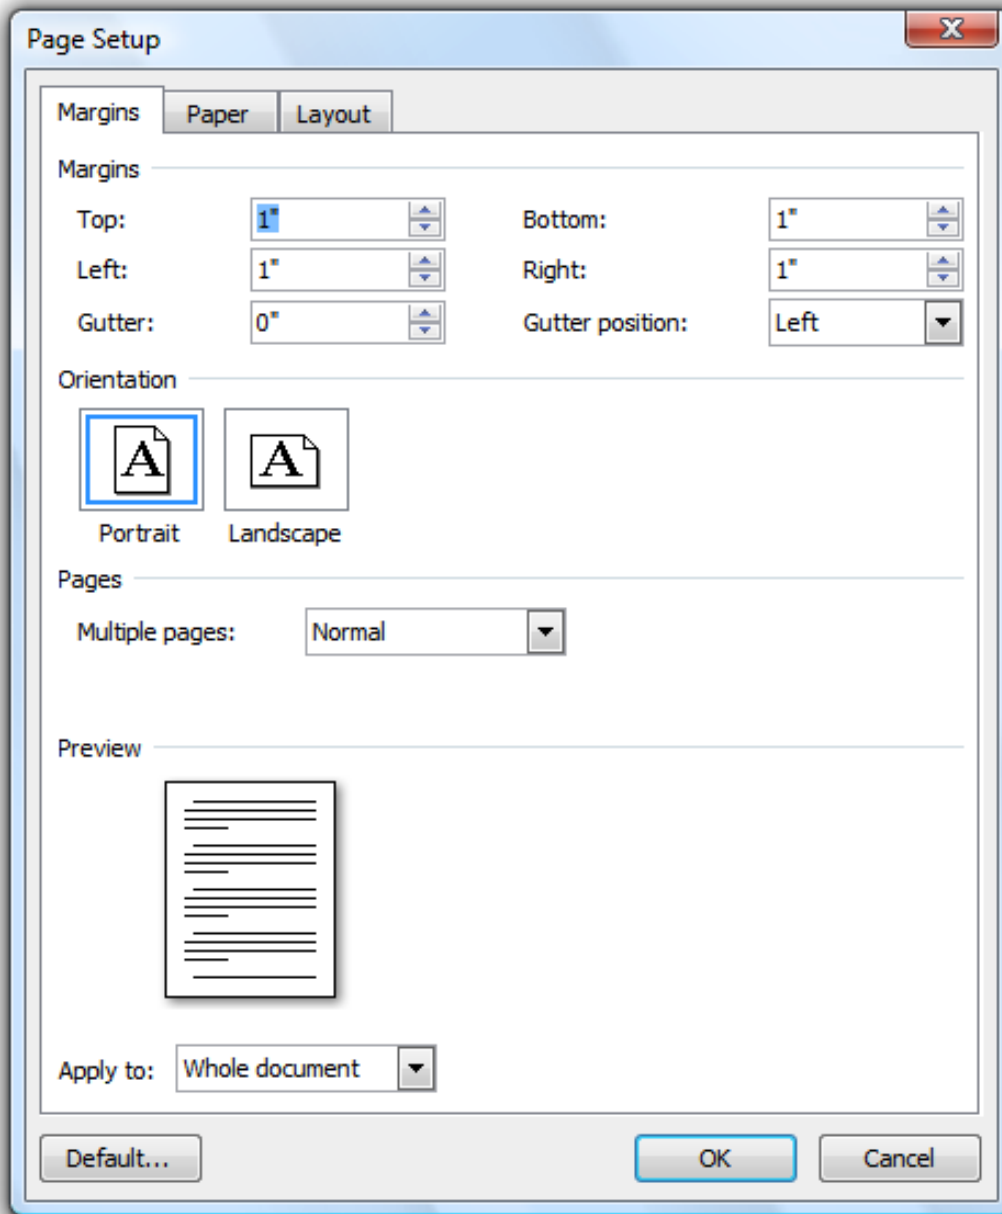 Page Setup
Margins Paper Layout
Margins
Top: 1" Bottom: 1"
Left: 1" Right: 1"
Gutter: 0" Gutter position: Left
Orientation
A A
Portrait Landscape
Pages
Multiple pages: Normal
Preview
Apply to: Whole document
Default... OK Cancel